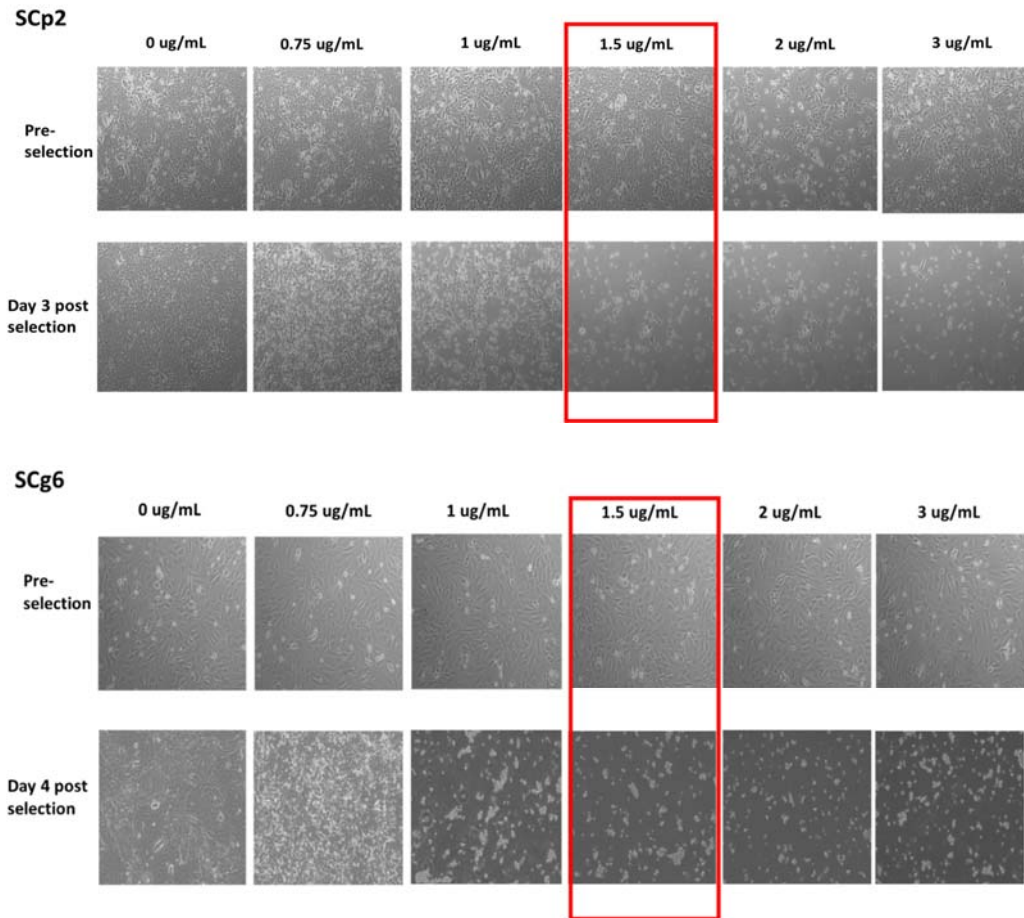 SCp2
0 ug/mL 0.75 ug/mL 1 ug/mL 1.5 ug/mL 2 ug/mL 3 ug/mL
Pre-
selection
Day 3 post
selection
SCg6
0 ug/mL 0.75 ug/mL 1 ug/mL 1.5 ug/mL 2 ug/mL 3 ug/mL
Pre-
selection
Day 4 post
selection